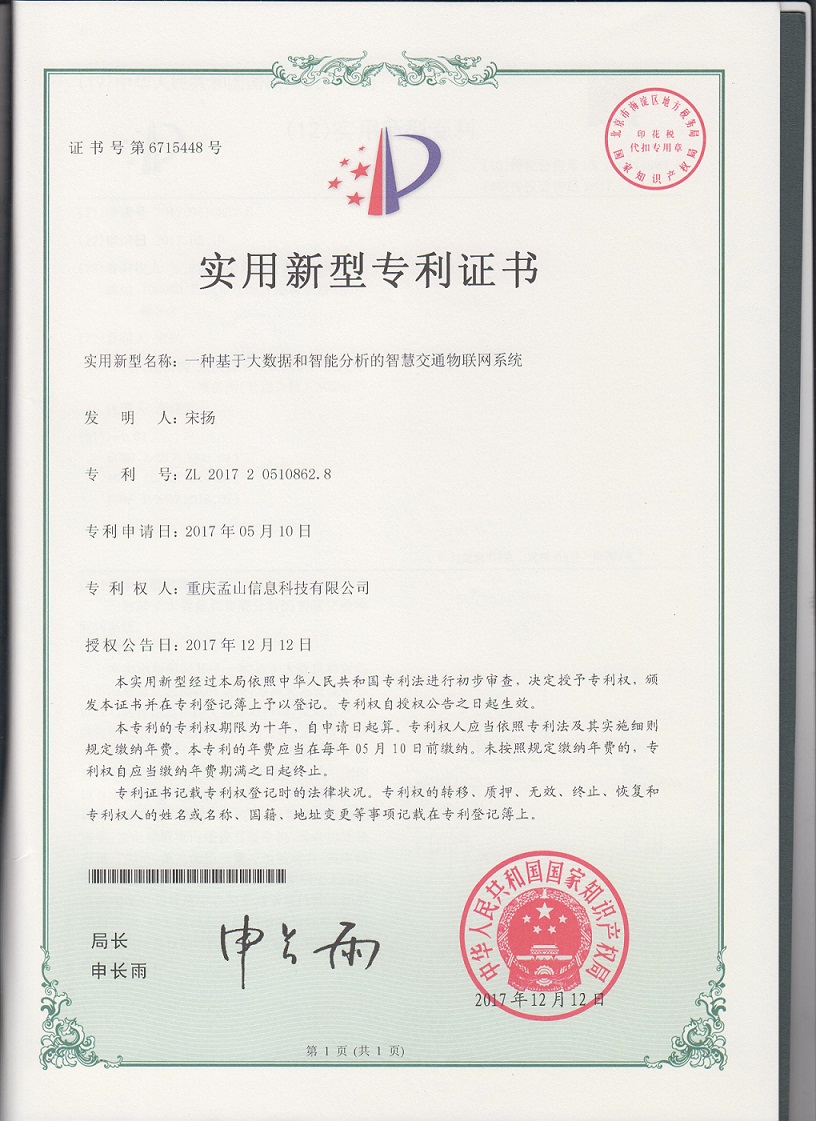 证书号第6715448号
北京市海淀区地方税务局
印花税
代扣专用章
国家知识产权局
实用新型专利证书
实用新型名称：一种基于大数据和智能分析的智慧交通物联网系统
发明人：宋扬
专利号：ZL 2017 2 0510862.8
专利申请日：2017年05月10日
专利权人：重庆孟山信息科技有限公司
授权公告日：2017年12月12日
本实用新型经过本局依照中华人民共和国专利法进行初步审查，决定授予专利权，颁
发本证书并在专利登记簿上予以登记。专利权自授权公告之日起生效。
本专利的专利权期限为十年，自申请日起算。专利权人应当依照专利法及其实施细则
规定缴纳年费。本专利的年费应当在每年05月10日前缴纳。未按照规定缴纳年费的，专
利权自应当缴纳年费期满之日起终止。
专利证书记载专利权登记时的法律状况。专利权的转移、质押、无效、终止、恢复和
专利权人的姓名或名称、国籍、地址变更等事项记载在专利登记簿上。
局长
申长雨
申长雨
中华人民共和国国家知识产权局
2017年12月12日
第1页(共1页)